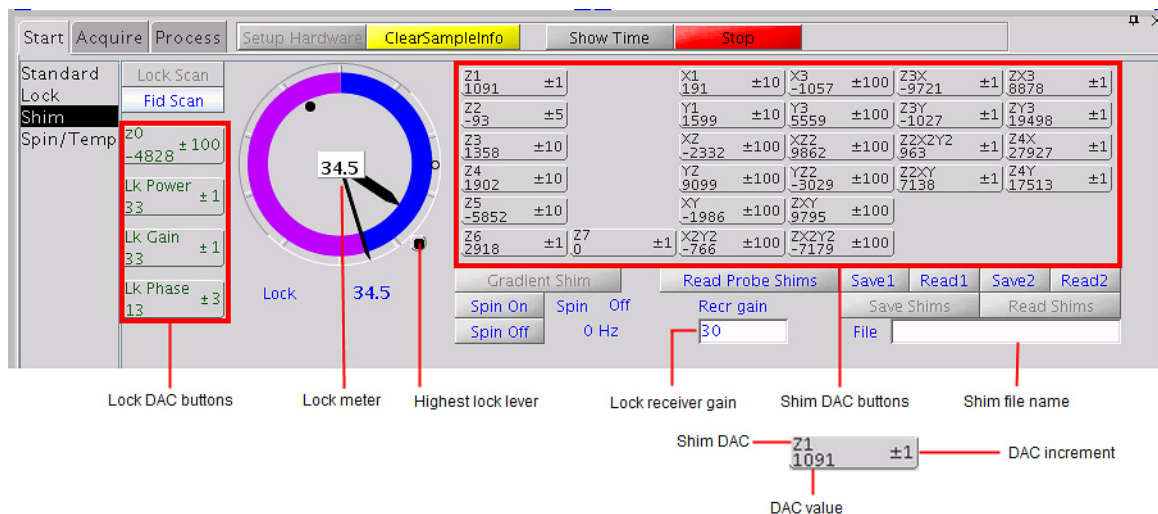 Start Acquire Process Setup Hardware ClearSampleInfo Show Time Stop
Standard
Lock
Shim
Spin/Temp
Lock Scan
Fid Scan
Z0 ±100
-4828
Lk Power ±1
33
Lk Gain ±1
33
Lk Phase ±3
13
34.5
Lock 34.5
Z1 ±1 X1 ±10 X3 ±100 Z3X ±1 ZX3 ±1
1091 191 -1057 -9721 8878
Z2 ±5 Y1 ±10 Y3 ±100 Z3Y ±1 ZY3 ±1
-93 1599 5559 -1027 19498
Z3 ±10 XZ ±100 XZ2 ±100 Z2X2Y2 ±1 Z4X ±1
1358 -2332 9862 963 27927
Z4 ±10 YZ ±100 YZ2 ±100 Z2XY ±1 Z4Y ±1
1902 9099 -3029 7138 17513
Z5 ±10 XY ±100 ZXY ±100
-5852 -1986 9795
Z6 ±1 Z7 ±1 X2Y2 ±100 ZX2Y2 ±100
2918 0 -766 -7179
Gradient Shim Read Probe Shims Save1 Read1 Save2 Read2
Spin On Spin Off Recr gain Save Shims Read Shims
Spin Off 0 Hz 30 File
Lock DAC buttons Lock meter Highest lock lever Lock receiver gain Shim DAC buttons Shim file name
Shim DAC Z1 ±1 DAC increment
1091
DAC value